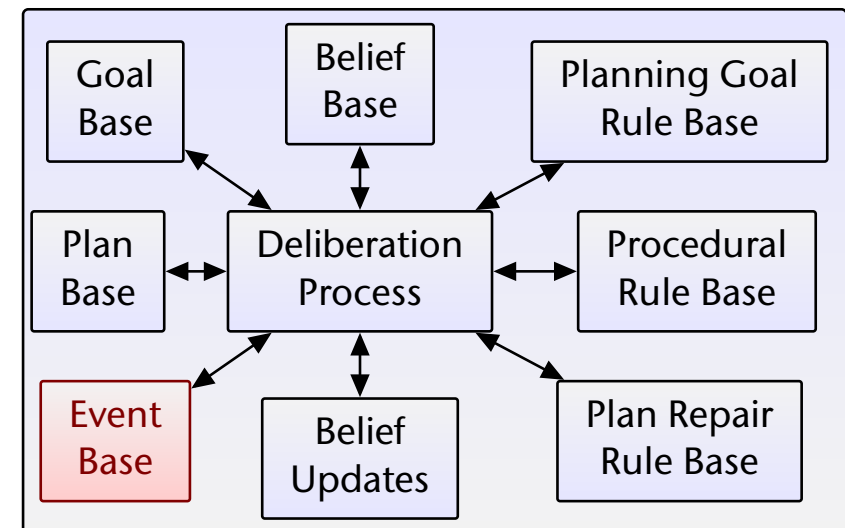 Goal
Base
Belief
Base
Planning Goal
Rule Base
Plan
Base
Deliberation
Process
Procedural
Rule Base
Event
Base
Belief
Updates
Plan Repair
Rule Base